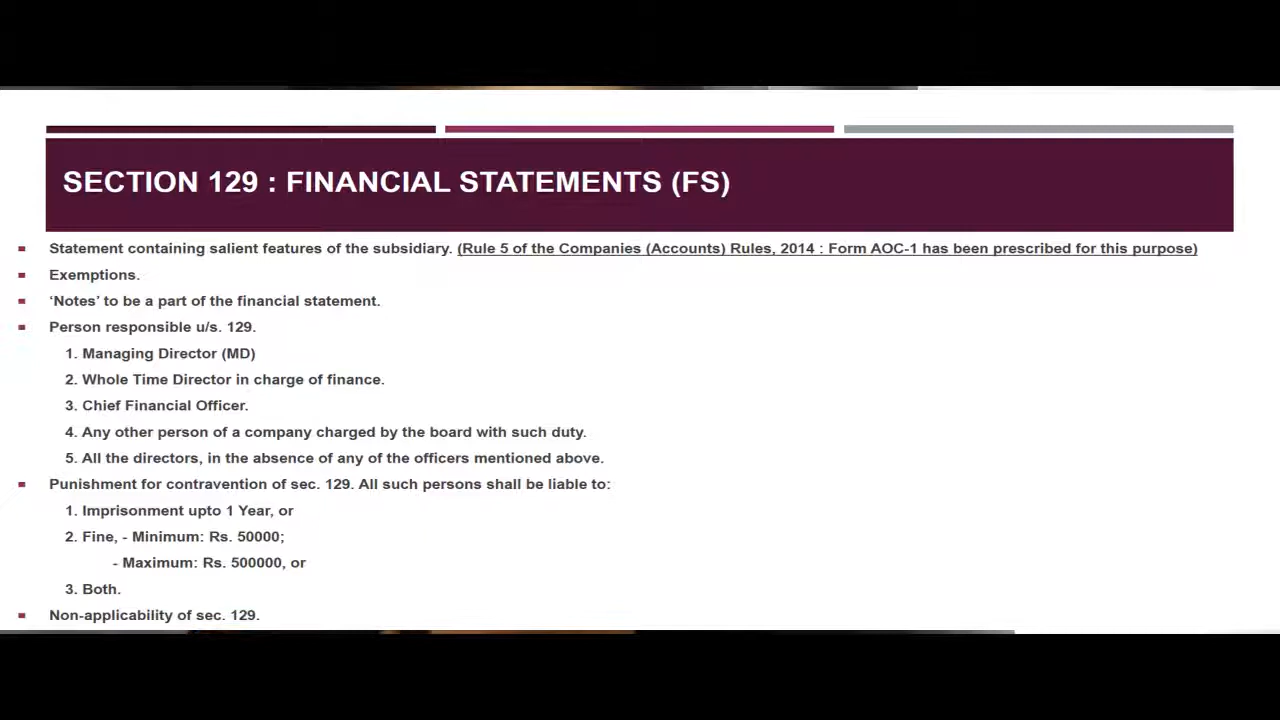 SECTION 129 : FINANCIAL STATEMENTS (FS)
Statement containing salient features of the subsidiary. (Rule 5 of the Companies (Accounts) Rules, 2014 : Form AOC-1 has been prescribed for this purpose)
Exemptions.
‘Notes’ to be a part of the financial statement.
Person responsible u/s. 129.
1. Managing Director (MD)
2. Whole Time Director in charge of finance.
3. Chief Financial Officer.
4. Any other person of a company charged by the board with such duty.
5. All the directors, in the absence of any of the officers mentioned above.
Punishment for contravention of sec. 129. All such persons shall be liable to:
1. Imprisonment upto 1 Year, or
2. Fine, - Minimum: Rs. 50000;
- Maximum: Rs. 500000, or
3. Both.
Non-applicability of sec. 129.